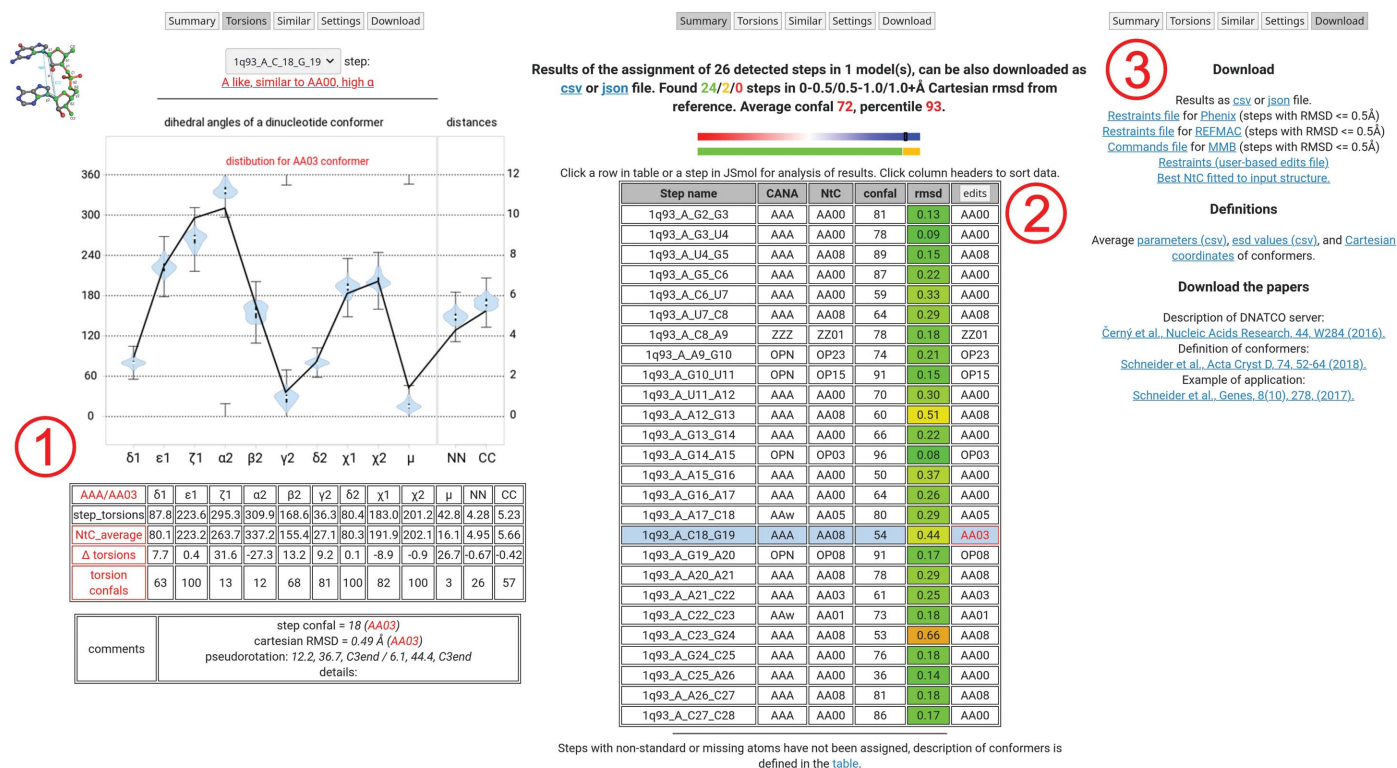 Summary Torsions Similar Settings Download
1q93_A_C_18_G_19 step:
A like, similar to AA00, high α
dihedral angles of a dinucleotide conformer distances
distibution for AA03 conformer
360 12
300 10
240 8
180 6
120 4
60 2
0 0
δ1 ε1 ζ1 α2 β2 γ2 δ2 χ1 χ2 μ NN CC
1
AAA/AA03 δ1 ε1 ζ1 α2 β2 γ2 δ2 χ1 χ2 μ NN CC
step_torsions 87.8 223.6 295.3 309.9 168.6 36.3 80.4 183.0 201.2 42.8 4.28 5.23
NtC_average 80.1 223.2 263.7 337.2 155.4 27.1 80.3 191.9 202.1 16.1 4.95 5.66
Δ torsions 7.7 0.4 31.6 -27.3 13.2 9.2 0.1 -8.9 -0.9 26.7 -0.67 -0.42
torsion
confals 63 100 13 12 68 81 100 82 100 3 26 57
comments
step confal = 18 (AA03)
cartesian RMSD = 0.49 Å (AA03)
pseudorotation: 12.2, 36.7, C3end / 6.1, 44.4, C3end
details:
Summary Torsions Similar Settings Download
Results of the assignment of 26 detected steps in 1 model(s), can be also downloaded as
csv or json file. Found 24/2/0 steps in 0-0.5/0.5-1.0/1.0+Å Cartesian rmsd from
reference. Average confal 72, percentile 93.
Click a row in table or a step in JSmol for analysis of results. Click column headers to sort data.
2
Step name CANA NtC confal rmsd edits
1q93_A_G2_G3 AAA AA00 81 0.13 AA00
1q93_A_G3_U4 AAA AA00 78 0.09 AA00
1q93_A_U4_G5 AAA AA08 89 0.15 AA08
1q93_A_G5_C6 AAA AA00 87 0.22 AA00
1q93_A_C6_U7 AAA AA00 59 0.33 AA00
1q93_A_U7_C8 AAA AA08 64 0.29 AA08
1q93_A_C8_A9 ZZZ ZZ01 78 0.18 ZZ01
1q93_A_A9_G10 OPN OP23 74 0.21 OP23
1q93_A_G10_U11 OPN OP15 91 0.15 OP15
1q93_A_U11_A12 AAA AA00 70 0.30 AA00
1q93_A_A12_G13 AAA AA08 60 0.51 AA08
1q93_A_G13_G14 AAA AA00 66 0.22 AA00
1q93_A_G14_A15 OPN OP03 96 0.08 OP03
1q93_A_A15_G16 AAA AA00 50 0.37 AA00
1q93_A_G16_A17 AAA AA00 64 0.26 AA00
1q93_A_A17_C18 AAw AA05 80 0.29 AA05
1q93_A_C18_G19 AAA AA08 54 0.44 AA03
1q93_A_G19_A20 OPN OP08 91 0.17 OP08
1q93_A_A20_A21 AAA AA08 78 0.29 AA08
1q93_A_A21_C22 AAA AA03 61 0.25 AA03
1q93_A_C22_C23 AAw AA01 73 0.18 AA01
1q93_A_C23_G24 AAA AA08 53 0.66 AA08
1q93_A_G24_C25 AAA AA00 76 0.18 AA00
1q93_A_C25_A26 AAA AA00 36 0.14 AA00
1q93_A_A26_C27 AAA AA08 81 0.18 AA08
1q93_A_C27_C28 AAA AA00 86 0.17 AA00
Steps with non-standard or missing atoms have not been assigned, description of conformers is
defined in the table.
Summary Torsions Similar Settings Download
3
Download
Results as csv or json file.
Restraints file for Phenix (steps with RMSD <= 0.5Å)
Restraints file for REFMAC (steps with RMSD <= 0.5Å)
Commands file for MMB (steps with RMSD <= 0.5Å)
Restraints (user-based edits file)
Best NtC fitted to input structure.
Definitions
Average parameters (csv), esd values (csv), and Cartesian
coordinates of conformers.
Download the papers
Description of DNATCO server:
Černý et al., Nucleic Acids Research, 44, W284 (2016).
Definition of conformers:
Schneider et al., Acta Cryst D, 74, 52-64 (2018).
Example of application:
Schneider et al., Genes, 8(10), 278, (2017).